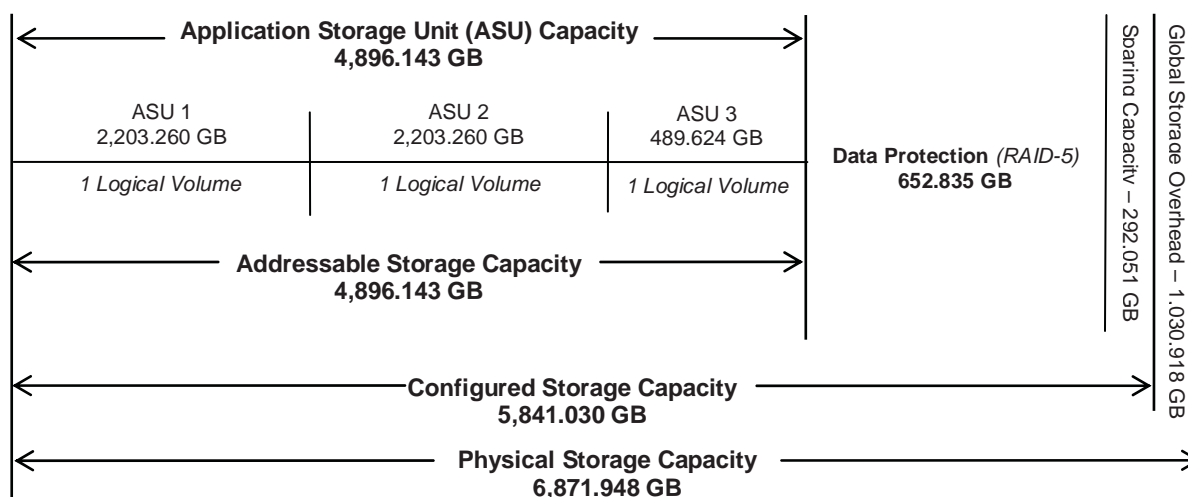 Application Storage Unit (ASU) Capacity
4,896.143 GB
ASU 1
2,203.260 GB
ASU 2
2,203.260 GB
ASU 3
489.624 GB
1 Logical Volume
1 Logical Volume
1 Logical Volume
Data Protection (RAID-5)
652.835 GB
Sparing Capacity – 292.051 GB
Global Storage Overhead – 1.030.918 GB
Addressable Storage Capacity
4,896.143 GB
Configured Storage Capacity
5,841.030 GB
Physical Storage Capacity
6,871.948 GB